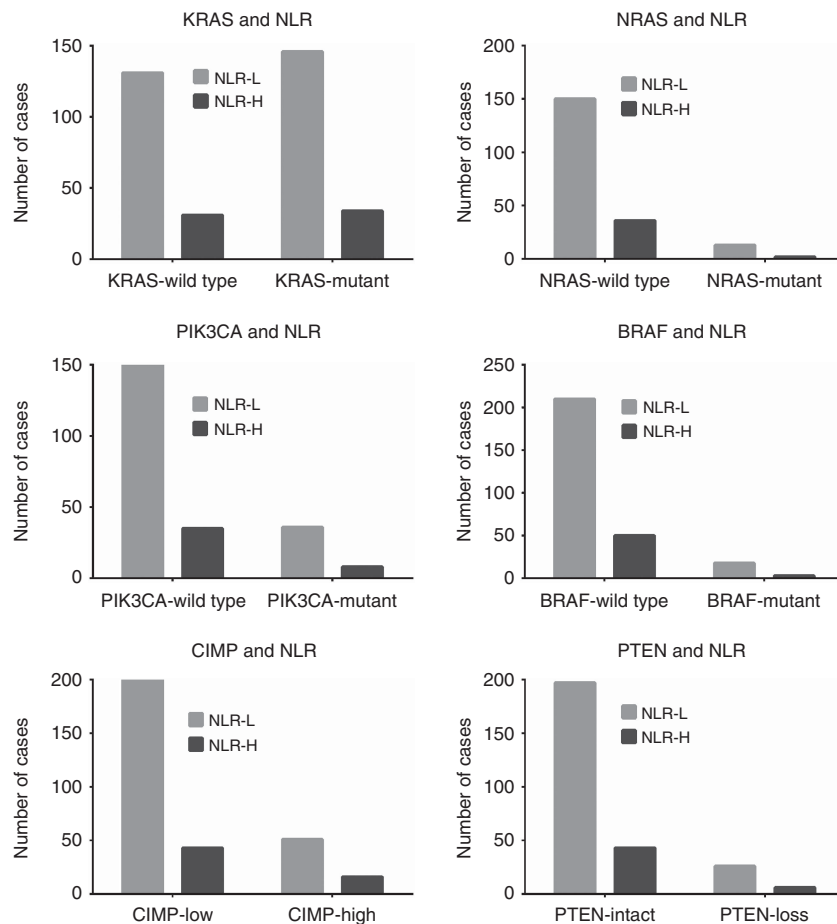 KRAS and NLR
150
100
50
0
Number of cases
NLR-L
NLR-H
KRAS-wild type KRAS-mutant
NRAS and NLR
200
150
100
50
0
Number of cases
NLR-L
NLR-H
NRAS-wild type NRAS-mutant
PIK3CA and NLR
150
100
50
0
Number of cases
NLR-L
NLR-H
PIK3CA-wild type PIK3CA-mutant
BRAF and NLR
250
200
150
100
50
0
Number of cases
NLR-L
NLR-H
BRAF-wild type BRAF-mutant
CIMP and NLR
200
150
100
50
0
Number of cases
NLR-L
NLR-H
CIMP-low CIMP-high
PTEN and NLR
200
150
100
50
0
Number of cases
NLR-L
NLR-H
PTEN-intact PTEN-loss